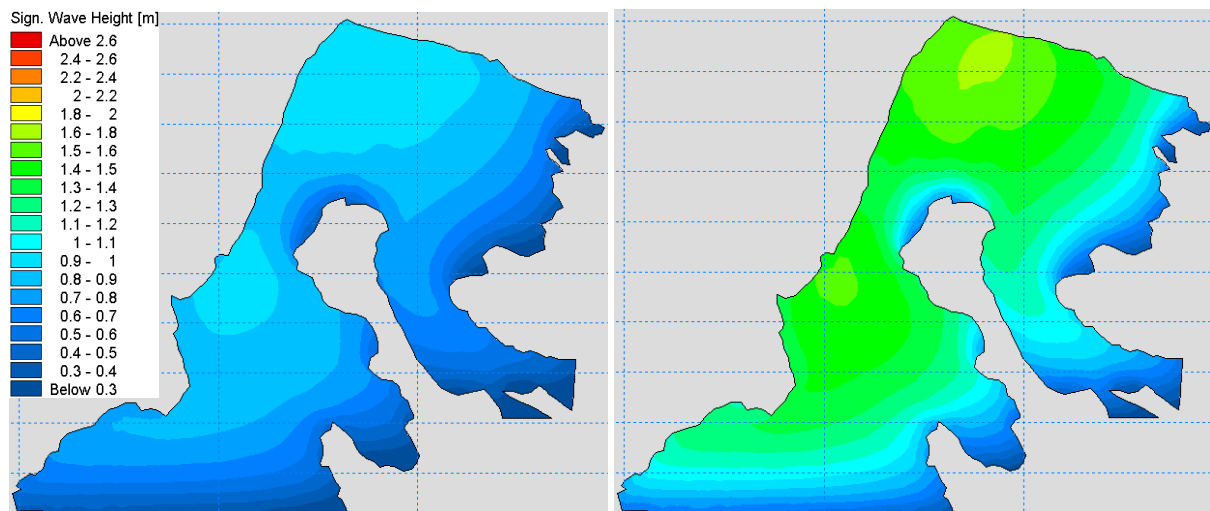 Sign. Wave Height [m]
Above 2.6
2.4 - 2.6
2.2 - 2.4
2 - 2.2
1.8 - 2
1.6 - 1.8
1.5 - 1.6
1.4 - 1.5
1.3 - 1.4
1.2 - 1.3
1.1 - 1.2
1 - 1.1
0.9 - 1
0.8 - 0.9
0.7 - 0.8
0.6 - 0.7
0.5 - 0.6
0.4 - 0.5
0.3 - 0.4
Below 0.3